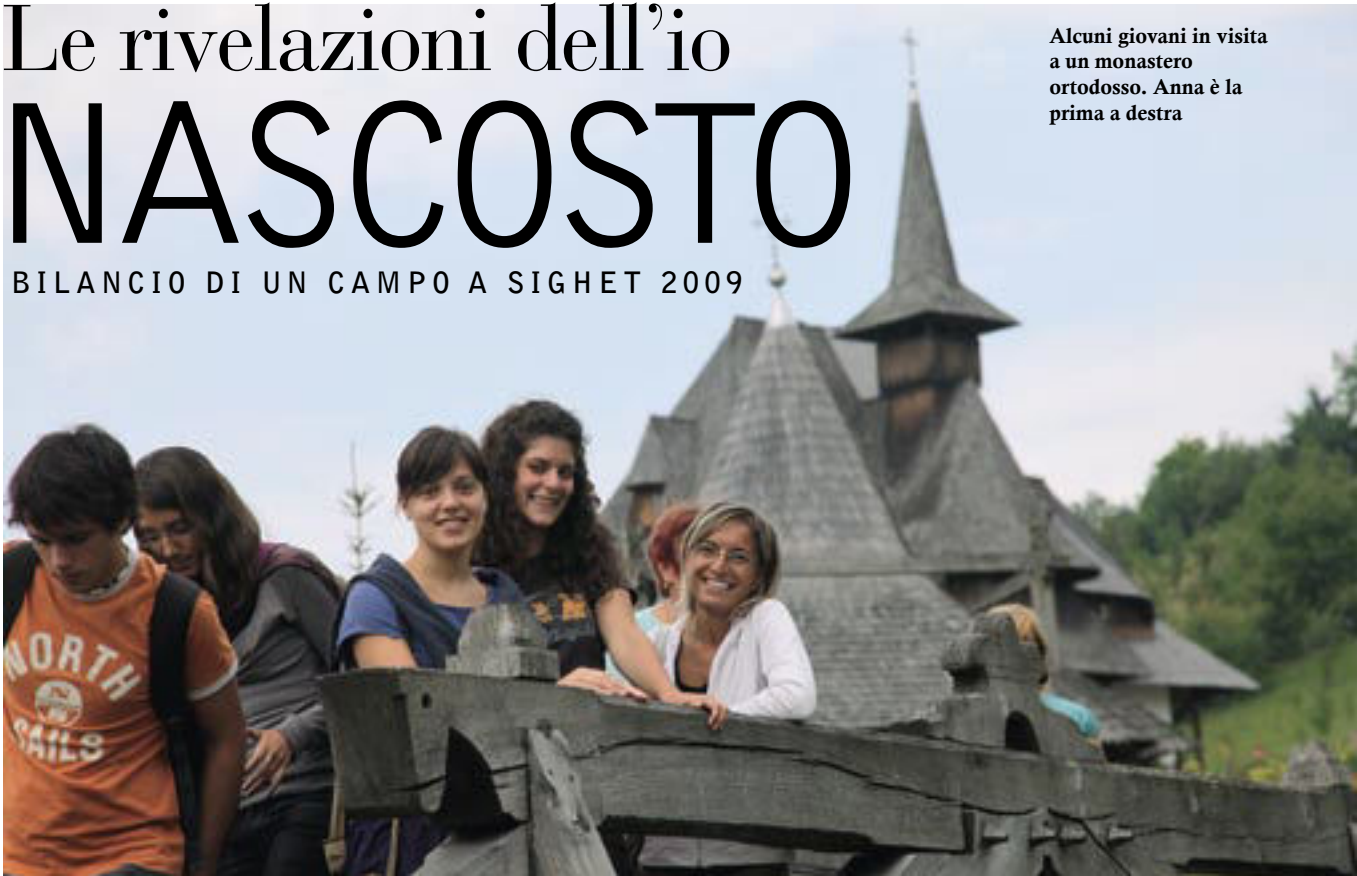 Le rivelazioni dell'io
NASCOSTO
BILANCIO DI UN CAMPO A SIGHET 2009
Alcuni giovani in visita
a un monastero
ortodosso. Anna è la
prima a destra
NORTH
SAILS